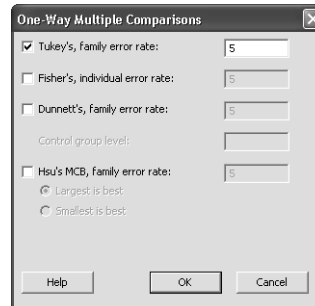 One-Way Multiple Comparisons
Tukey's, family error rate: 5
Fisher's, individual error rate: 5
Dunnett's, family error rate: 5
Control group level:
Hsu's MCB, family error rate: 5
Largest is best
Smallest is best
Help OK Cancel